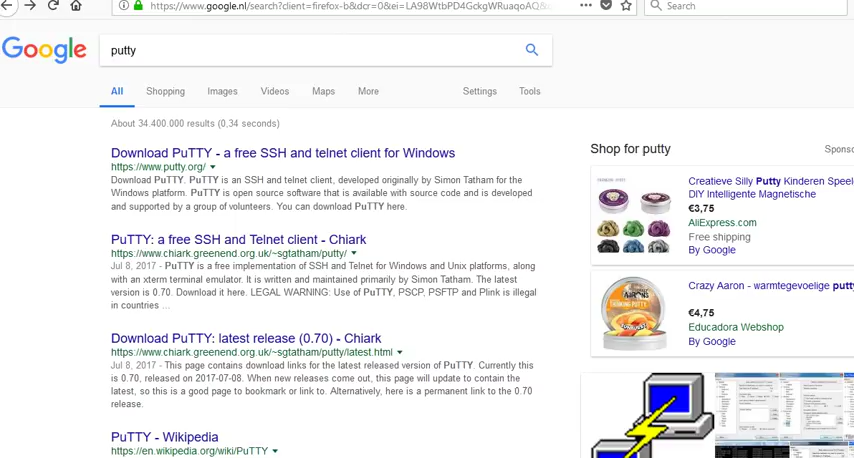 https://www.google.nl/search?client=firefox-b&dcr=0&ei=LA98WtbPD4GckgWRuaqoAQ&
Search
Google
putty
All Shopping Images Videos Maps More Settings Tools
About 34.400.000 results (0,34 seconds)
Download PuTTY - a free SSH and telnet client for Windows
https://www.putty.org/
Download PuTTY. PuTTY is an SSH and telnet client, developed originally by Simon Tatham for the
Windows platform. PuTTY is open source software that is available with source code and is developed
and supported by a group of volunteers. You can download PuTTY here.
PuTTY: a free SSH and Telnet client - Chiark
https://www.chiark.greenend.org.uk/~sgtatham/putty/
Jul 8, 2017 - PuTTY is a free implementation of SSH and Telnet for Windows and Unix platforms, along
with an xterm terminal emulator. It is written and maintained primarily by Simon Tatham. The latest
version is 0.70. Download it here. LEGAL WARNING: Use of PuTTY, PSCP, PSFTP and Plink is illegal
in countries ...
Download PuTTY: latest release (0.70) - Chiark
https://www.chiark.greenend.org.uk/~sgtatham/putty/latest.html
Jul 8, 2017 - This page contains download links for the latest released version of PuTTY. Currently this
is 0.70, released on 2017-07-08. When new releases come out, this page will update to contain the
latest, so this is a good page to bookmark or link to. Alternatively, here is a permanent link to the 0.70
release.
PuTTY - Wikipedia
https://en.wikipedia.org/wiki/PuTTY
Shop for putty Sponso
Creatieve Silly Putty Kinderen Speel
DIY Intelligente Magnetische
€3,75
AliExpress.com
Free shipping
By Google
Crazy Aaron - warmtegevoelige putty
€4,75
Educadora Webshop
By Google